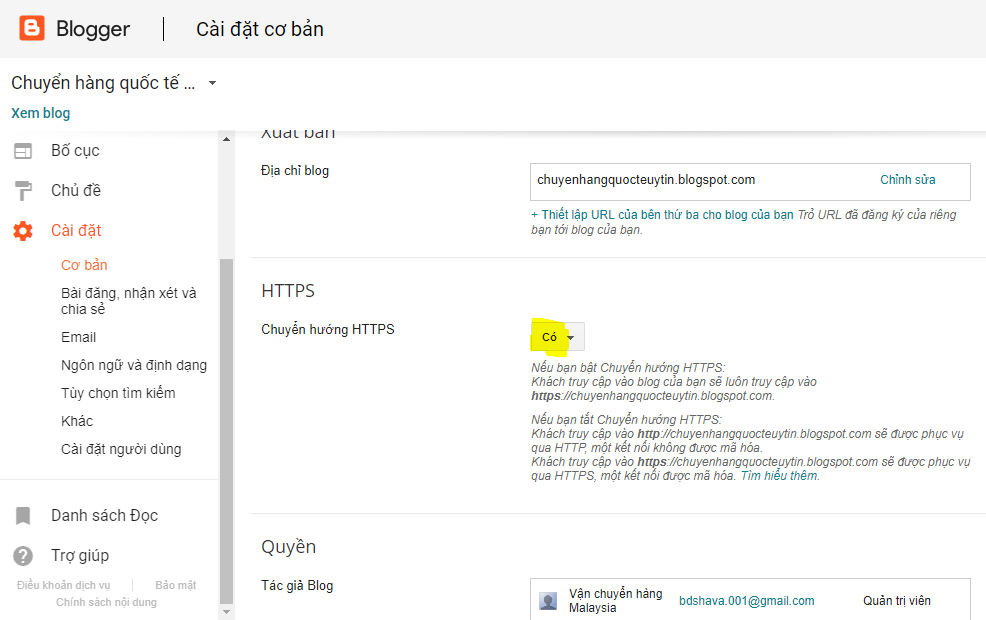 Blogger
Cài đặt cơ bản
Chuyển hàng quốc tế ...
Xem blog
Bố cục
Chủ đề
Cài đặt
Cơ bản
Bài đăng, nhận xét và
chia sẻ
Email
Ngôn ngữ và định dạng
Tùy chọn tìm kiếm
Khác
Cài đặt người dùng
Danh sách Đọc
Trợ giúp
Điều khoản dịch vụ
Bảo mật
Chính sách nội dung
Xuất bản
Địa chỉ blog
chuyenhangquocteuytin.blogspot.com
Chỉnh sửa
+ Thiết lập URL của bên thứ ba cho blog của bạn Trỏ URL đã đăng ký của riêng
bạn tới blog của bạn.
HTTPS
Chuyển hướng HTTPS
Có
Nếu bạn bật Chuyển hướng HTTPS:
Khách truy cập vào blog của bạn sẽ luôn truy cập vào
https://chuyenhangquocteuytin.blogspot.com.
Nếu bạn tắt Chuyển hướng HTTPS:
Khách truy cập vào http://chuyenhangquocteuytin.blogspot.com sẽ được phục vụ
qua HTTP, một kết nối không được mã hóa.
Khách truy cập vào https://chuyenhangquocteuytin.blogspot.com sẽ được phục vụ
qua HTTPS, một kết nối được mã hóa. Tìm hiểu thêm.
Quyền
Tác giả Blog
Vận chuyển hàng
Malaysia
bdshava.001@gmail.com
Quản trị viên